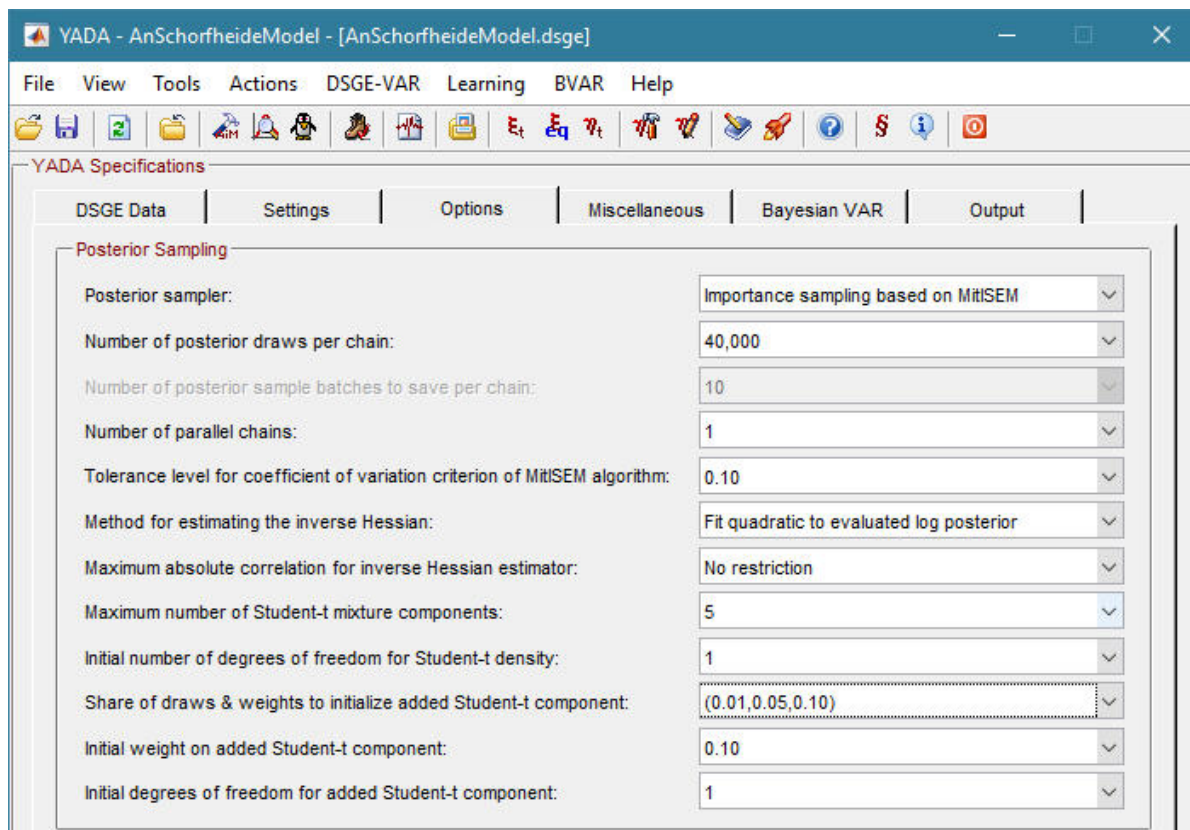 YADA - AnSchorfheideModel - [AnSchorfheideModel.dsge]
File View Tools Actions DSGE-VAR Learning BVAR Help
AiM ξt ξq ηt § i
YADA Specifications
DSGE Data Settings Options Miscellaneous Bayesian VAR Output
Posterior Sampling
Posterior sampler: Importance sampling based on MitISEM
Number of posterior draws per chain: 40,000
Number of posterior sample batches to save per chain: 10
Number of parallel chains: 1
Tolerance level for coefficient of variation criterion of MitISEM algorithm: 0.10
Method for estimating the inverse Hessian: Fit quadratic to evaluated log posterior
Maximum absolute correlation for inverse Hessian estimator: No restriction
Maximum number of Student-t mixture components: 5
Initial number of degrees of freedom for Student-t density: 1
Share of draws & weights to initialize added Student-t component: (0.01,0.05,0.10)
Initial weight on added Student-t component: 0.10
Initial degrees of freedom for added Student-t component: 1